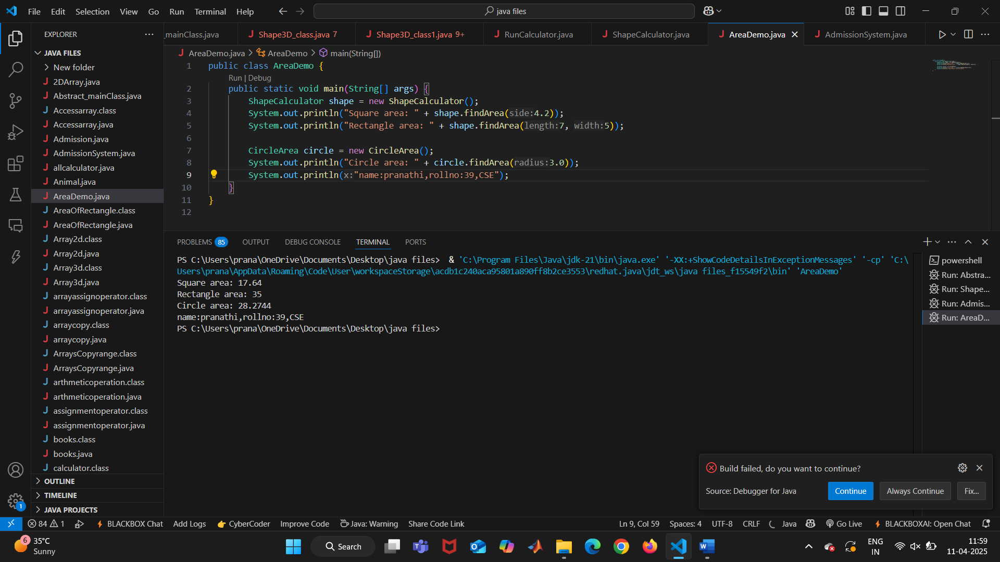 File Edit Selection View Go Run Terminal Help
java files
EXPLORER
_mainClass.java
Shape3D_class.java 7
Shape3D_class1.java 9+
RunCalculator.java
ShapeCalculator.java
AreaDemo.java
AdmissionSystem.java
JAVA FILES
New folder
2DArray.java
Abstract_mainClass.java
Accessarray.class
Accessarray.java
Admission.java
AdmissionSystem.java
allcalculator.java
Animal.java
AreaDemo.java
AreaOfRectangle.class
AreaOfRectangle.java
Array2d.class
Array2d.java
Array3d.class
Array3d.java
arrayassignoperator.class
arrayassignoperator.java
arraycopy.class
arraycopy.java
ArraysCopyrange.class
ArraysCopyrange.java
arthmeticoperation.class
arthmeticoperation.java
assignmentoperator.class
assignmentoperator.java
books.class
books.java
calculator.class
OUTLINE
TIMELINE
JAVA PROJECTS
AreaDemo.java > AreaDemo > main(String[])
1 public class AreaDemo {
Run | Debug
2 public static void main(String[] args) {
3 ShapeCalculator shape = new ShapeCalculator();
4 System.out.println("Square area: " + shape.findArea(side:4.2));
5 System.out.println("Rectangle area: " + shape.findArea(length:7, width:5));
6
7 CircleArea circle = new CircleArea();
8 System.out.println("Circle area: " + circle.findArea(radius:3.0));
9 System.out.println(x:"name:pranathi,rollno:39,CSE");
10 }
11 }
12
PROBLEMS 85 OUTPUT DEBUG CONSOLE TERMINAL PORTS
PS C:\Users\prana\OneDrive\Documents\Desktop\java files> & 'C:\Program Files\Java\jdk-21\bin\java.exe' '-XX:+ShowCodeDetailsInExceptionMessages' '-cp' 'C:\
Users\prana\AppData\Roaming\Code\User\workspaceStorage\acdb1c240aca95801a890ff8b2ce3553\redhat.java\jdt_ws\java files_f15549f2\bin' 'AreaDemo'
Square area: 17.64
Rectangle area: 35
Circle area: 28.2744
name:pranathi,rollno:39,CSE
PS C:\Users\prana\OneDrive\Documents\Desktop\java files>
powershell
Run: Abstra...
Run: Shape...
Run: Admis...
Run: AreaD...
Build failed, do you want to continue?
Source: Debugger for Java
Continue
Always Continue
Fix...
1
84 1 BLACKBOX Chat Add Logs CyberCoder Improve Code Java: Warning Share Code Link
Ln 9, Col 59 Spaces: 4 UTF-8 CRLF Java Go Live BLACKBOXAI: Open Chat
6
35°C
Sunny
Search
ENG
IN
11:59
11-04-2025